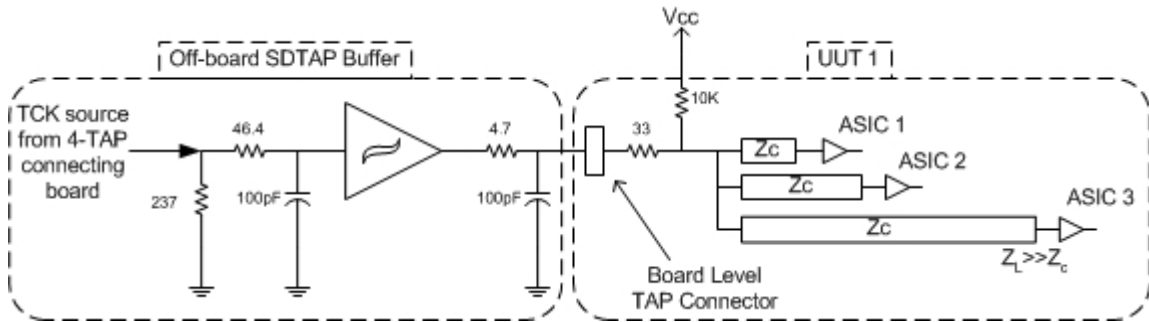 Off-board SDTAP Buffer
UUT 1
Vcc
TCK source
from 4-TAP
connecting
board
46.4
237
100pF
4.7
100pF
33
10K
Zc
ASIC 1
Zc
ASIC 2
Zc
ASIC 3
ZL>>Zc
Board Level
TAP Connector